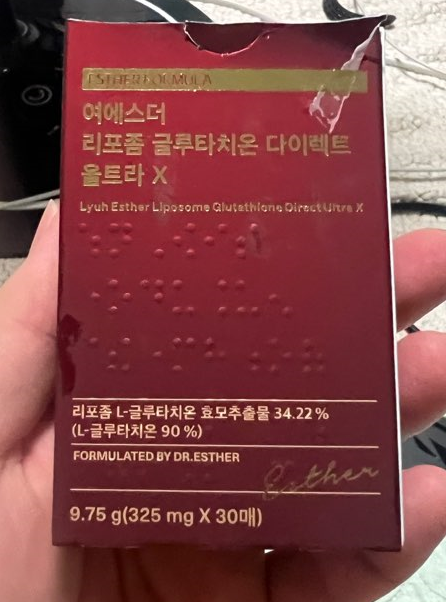 ESTHER FORMULA
여에스더
리포좀 글루타치온 다이렉트
울트라 X
Lyuh Esther Liposome Glutathione Direct Ultra X
리포좀 L-글루타치온 효모추출물 34.22 %
(L-글루타치온 90 %)
FORMULATED BY DR.ESTHER
Esther
9.75 g(325 mg X 30매)